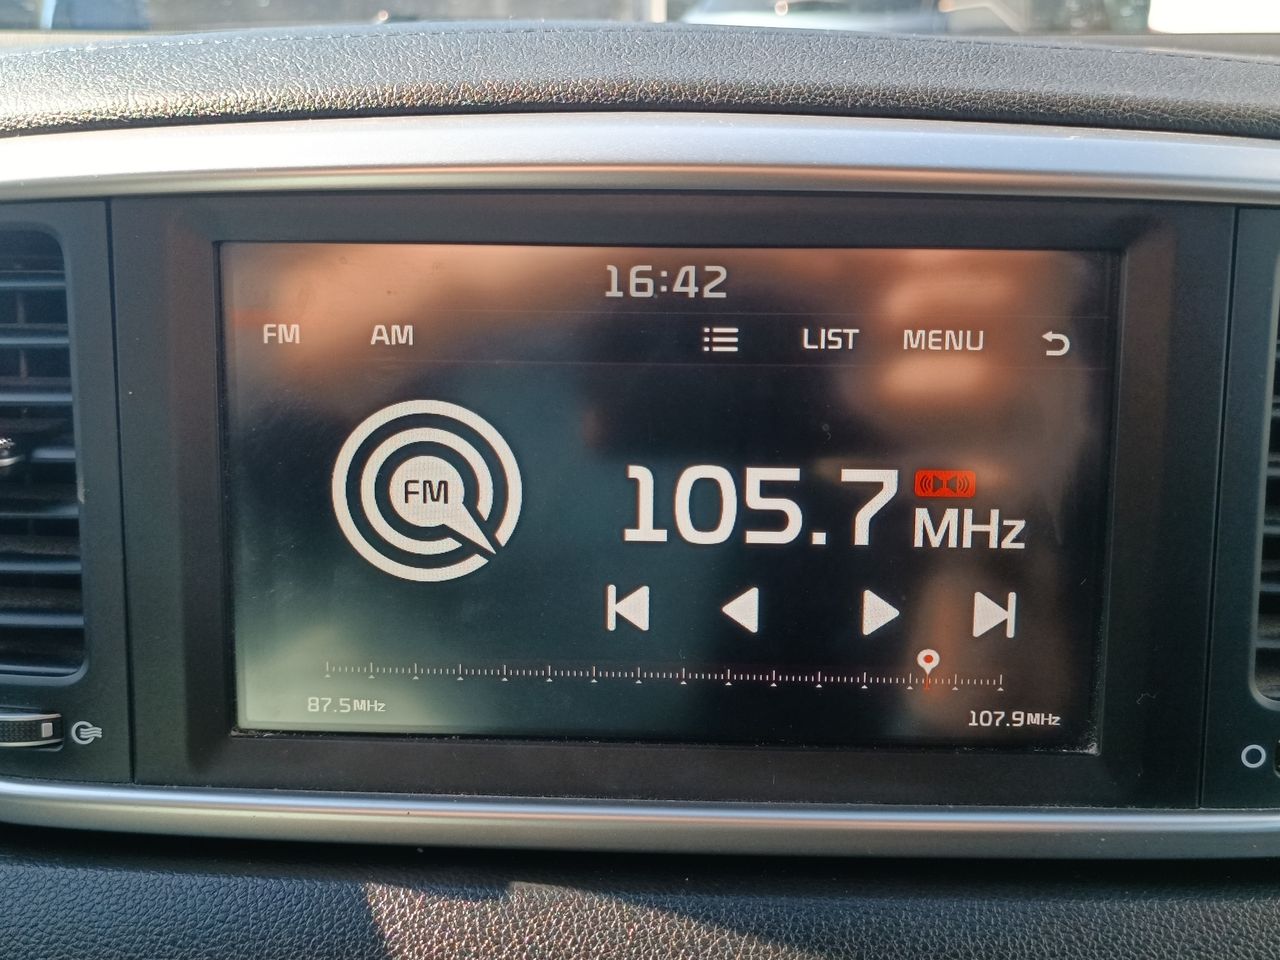 16:42
FM AM LIST MENU
FM
105.7 MHz
87.5MHz 107.9MHz